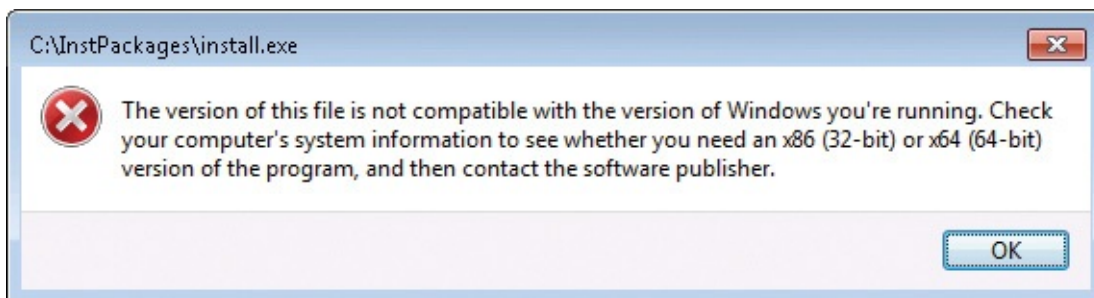 C:\InstPackages\install.exe
The version of this file is not compatible with the version of Windows you're running. Check
your computer's system information to see whether you need an x86 (32-bit) or x64 (64-bit)
version of the program, and then contact the software publisher.
OK